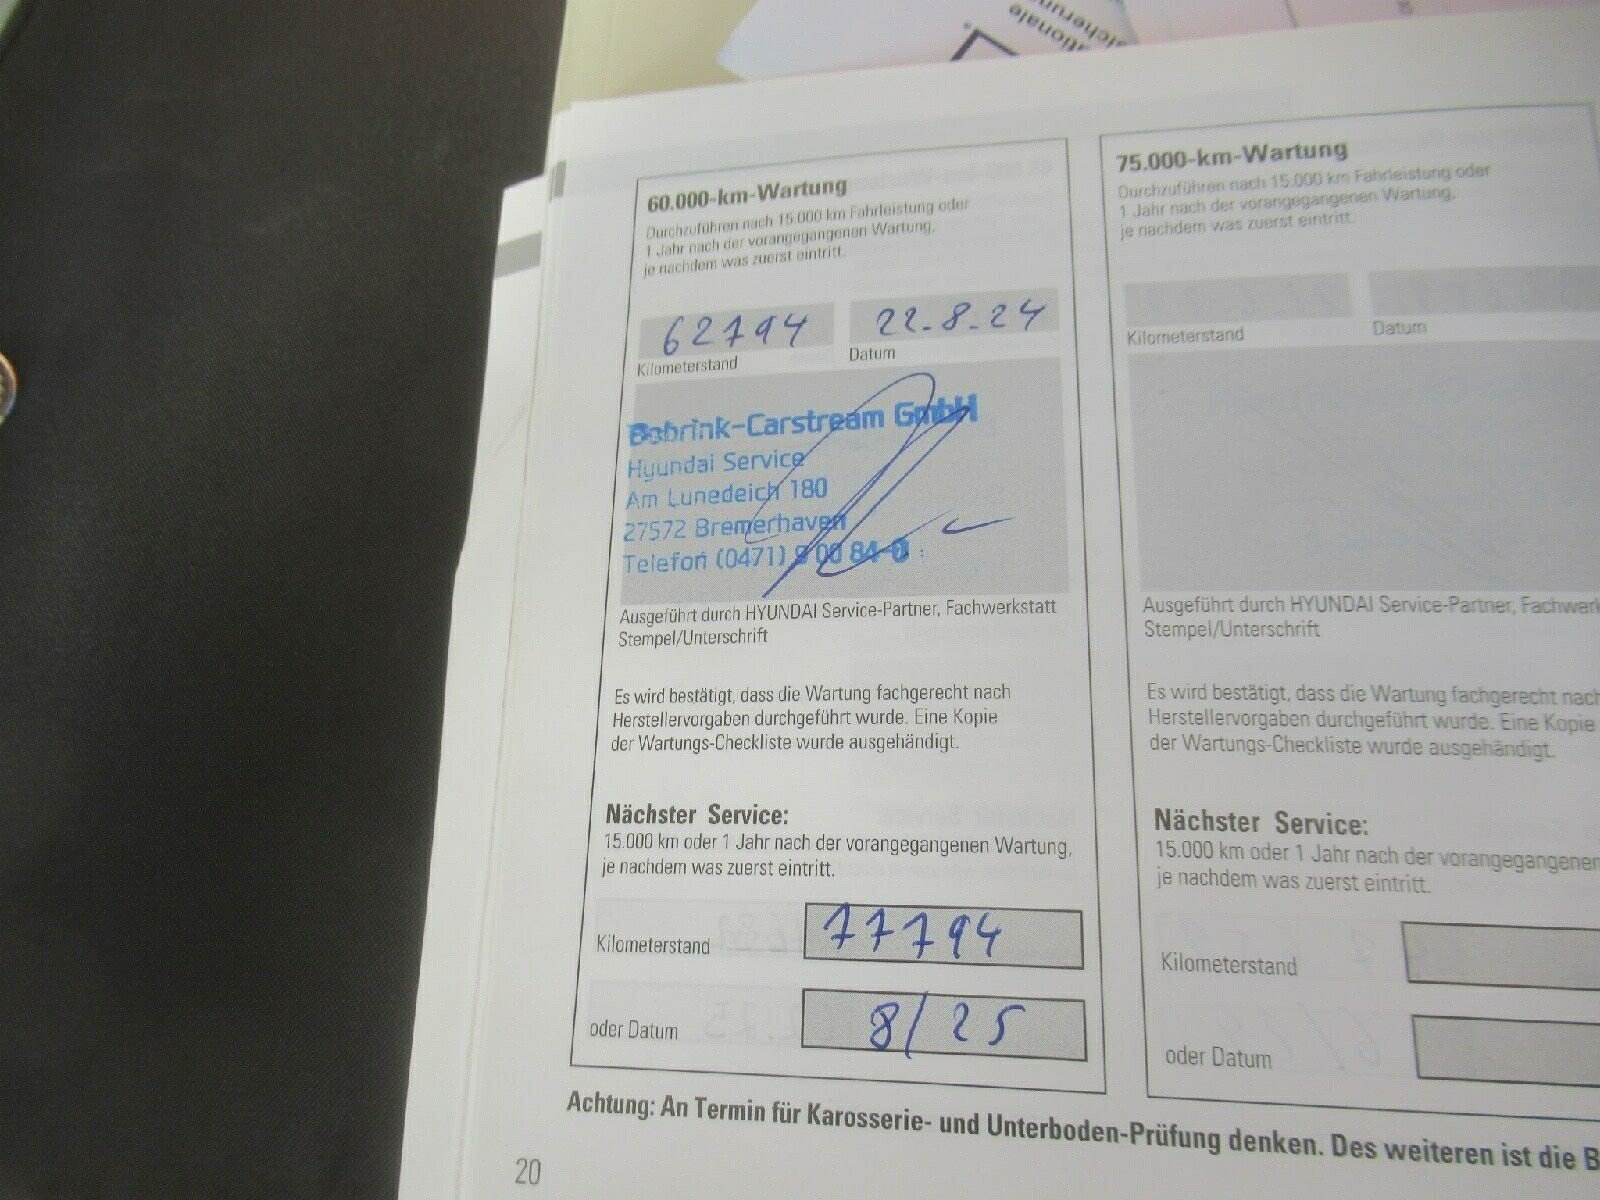 ationale
sicherung
60.000-km-Wartung
Durchzuführen nach 15.000 km Fahrleistung oder
1 Jahr nach der vorangegangenen Wartung,
je nachdem was zuerst eintritt.
62794
22.8.24
Kilometerstand
Datum
Bobrink-Carstream GmbH
Hyundai Service
Am Lunedeich 180
27572 Bremerhaven
Telefon (0471) 9 00 84-0
Ausgeführt durch HYUNDAI Service-Partner, Fachwerkstatt
Stempel/Unterschrift
Es wird bestätigt, dass die Wartung fachgerecht nach
Herstellervorgaben durchgeführt wurde. Eine Kopie
der Wartungs-Checkliste wurde ausgehändigt.
Nächster Service:
15.000 km oder 1 Jahr nach der vorangegangenen Wartung,
je nachdem was zuerst eintritt.
Kilometerstand
77794
oder Datum
8/25
75.000-km-Wartung
Durchzuführen nach 15.000 km Fahrleistung oder
1 Jahr nach der vorangegangenen Wartung,
je nachdem was zuerst eintritt.
Kilometerstand
Datum
Ausgeführt durch HYUNDAI Service-Partner, Fachwerk
Stempel/Unterschrift
Es wird bestätigt, dass die Wartung fachgerecht nach
Herstellervorgaben durchgeführt wurde. Eine Kopie
der Wartungs-Checkliste wurde ausgehändigt.
Nächster Service:
15.000 km oder 1 Jahr nach der vorangegangenen
je nachdem was zuerst eintritt.
Kilometerstand
oder Datum
Achtung: An Termin für Karosserie- und Unterboden-Prüfung denken. Des weiteren ist die B
20